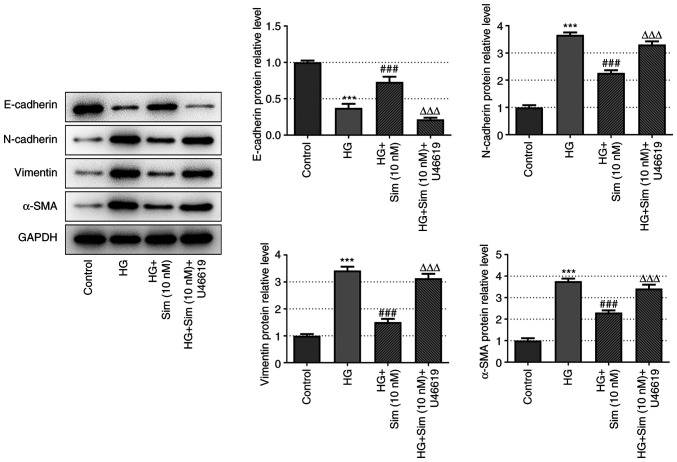 E-cadherin
N-cadherin
Vimentin
α-SMA
GAPDH
Control
HG
HG+
Sim (10 nM)
HG+Sim (10 nM)+
U46619
E-cadherin protein relative level
1.5
1.0
0.5
0.0
***
###
ΔΔΔ
Control
HG
HG+
Sim (10 nM)
HG+Sim (10 nM)+
U46619
N-cadherin protein relative level
4
3
2
1
0
***
###
ΔΔΔ
Control
HG
HG+
Sim (10 nM)
HG+Sim (10 nM)+
U46619
Vimentin protein relative level
4
3
2
1
0
***
###
ΔΔΔ
Control
HG
HG+
Sim (10 nM)
HG+Sim (10 nM)+
U46619
α-SMA protein relative level
5
4
3
2
1
0
***
###
ΔΔΔ
Control
HG
HG+
Sim (10 nM)
HG+Sim (10 nM)+
U46619